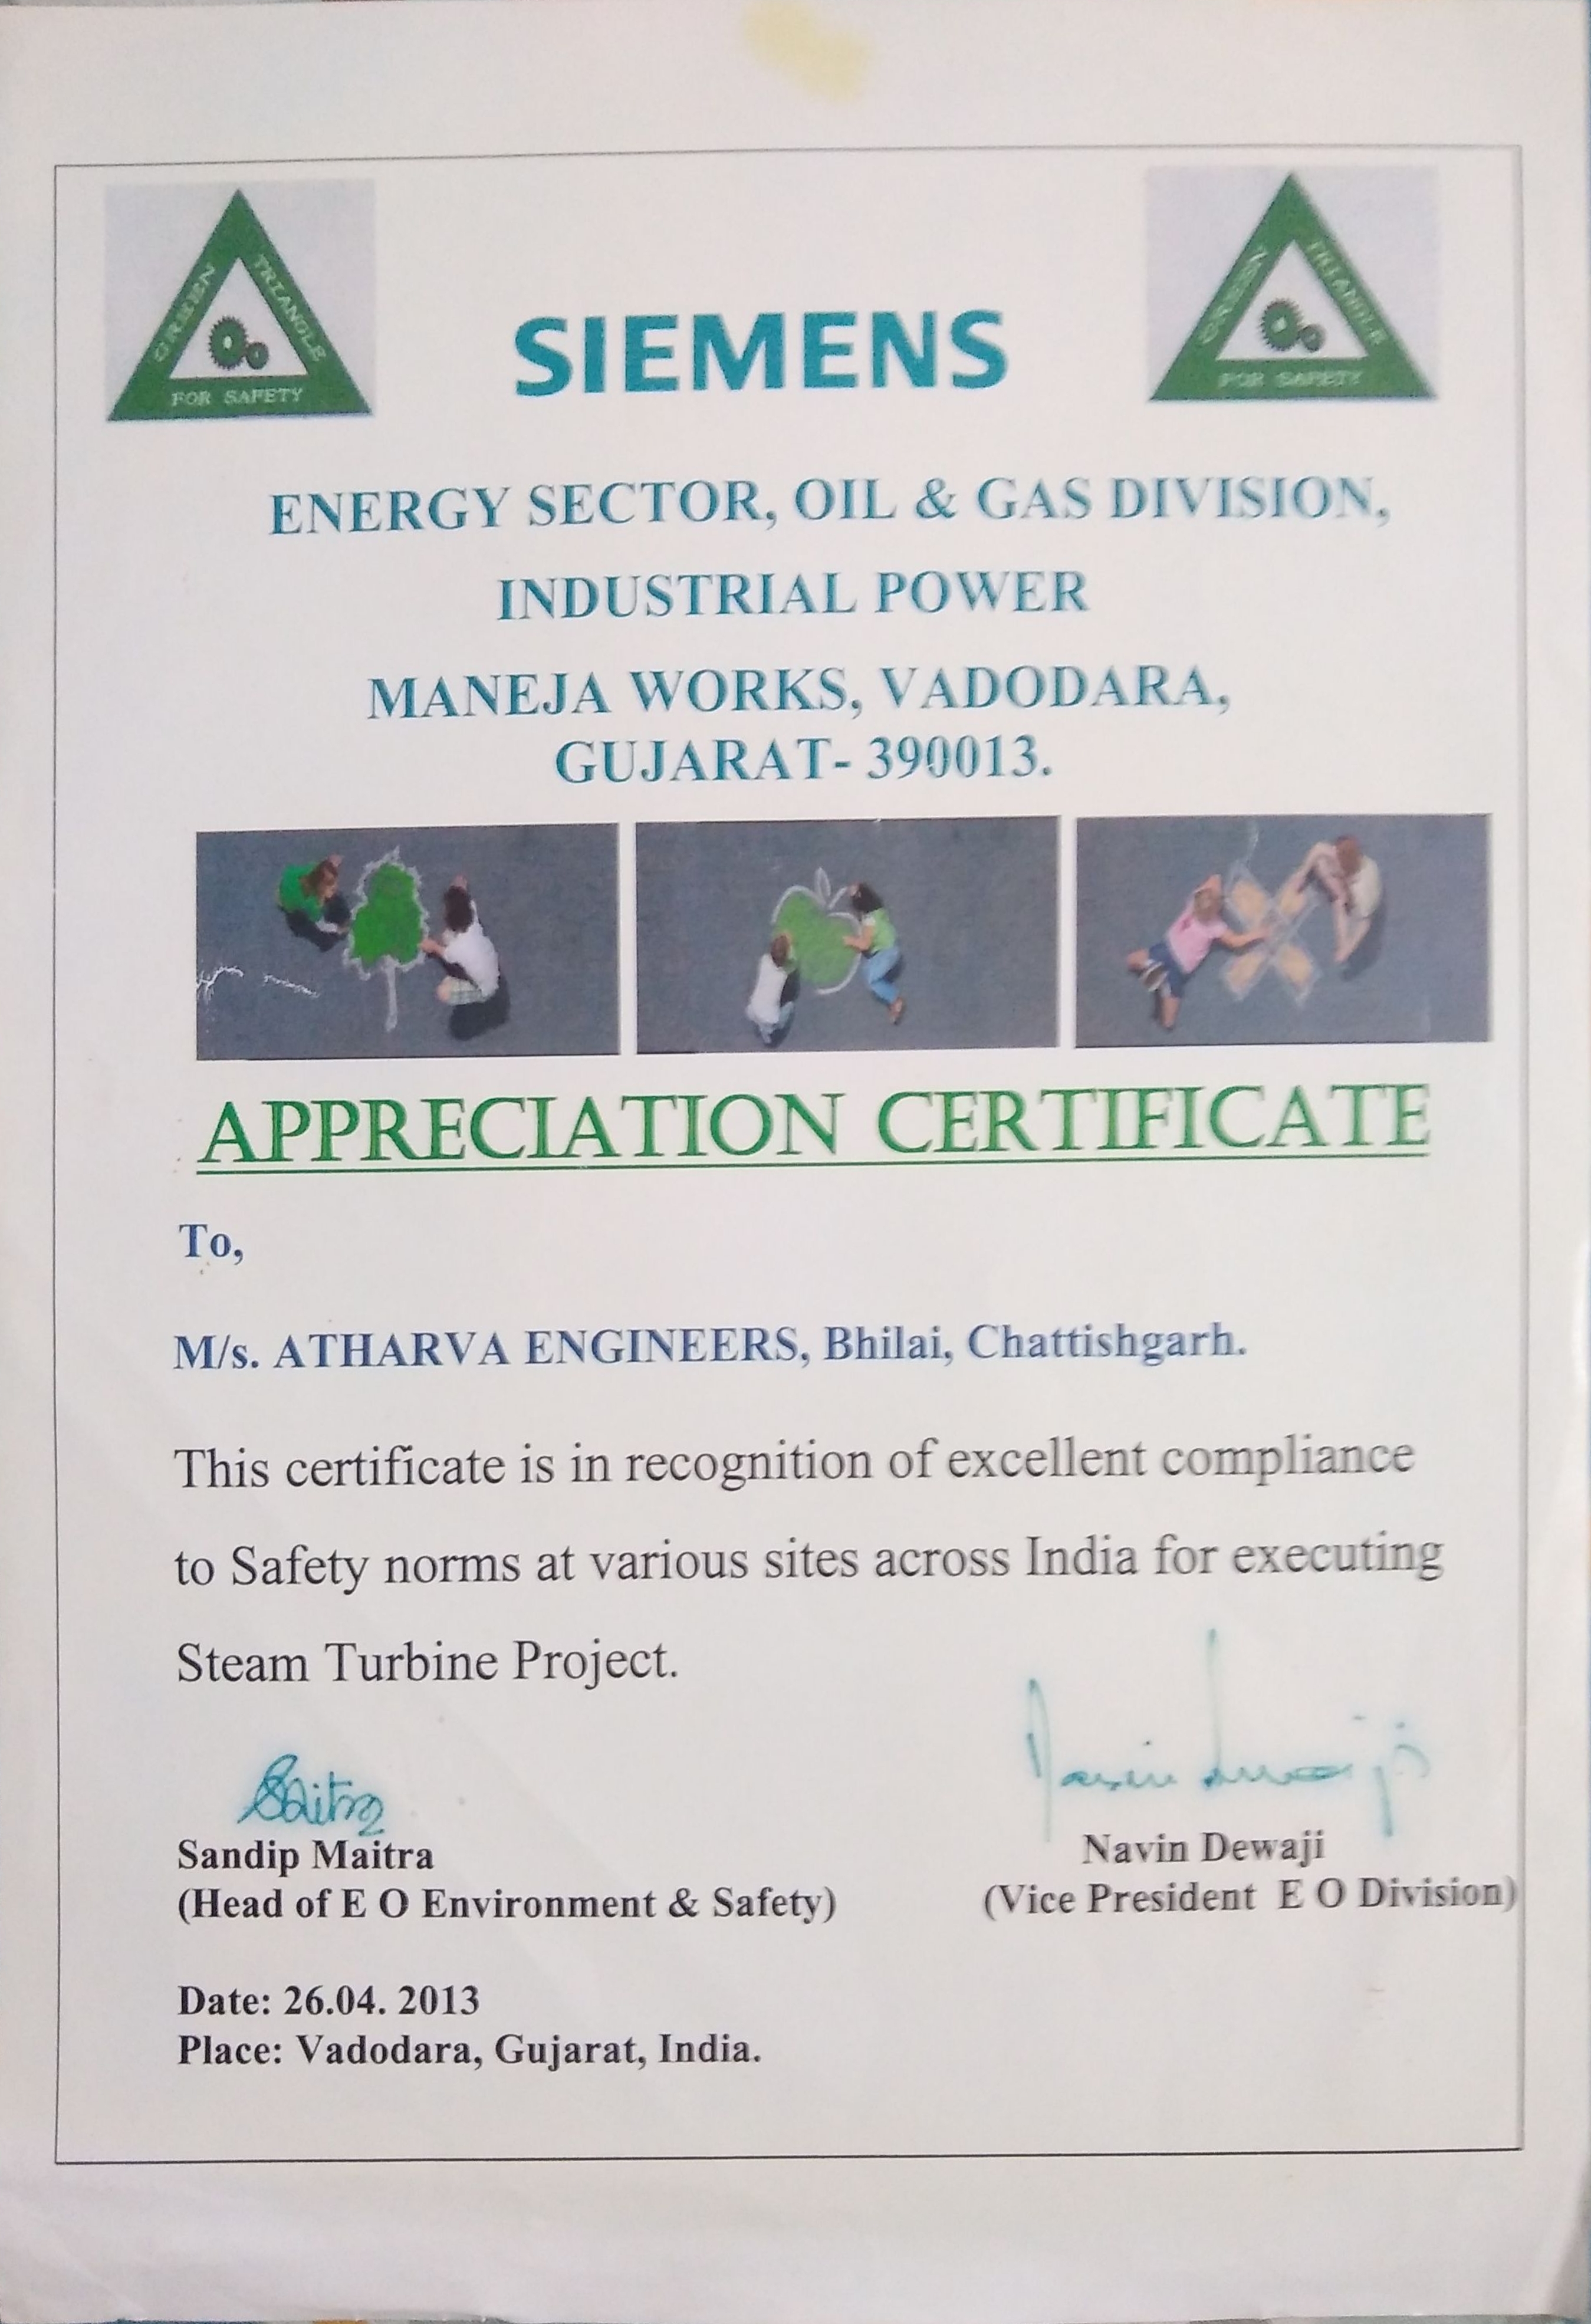 GREEN TRIANGLE
FOR SAFETY
SIEMENS
GREEN TRIANGLE
FOR SAFETY
ENERGY SECTOR, OIL & GAS DIVISION,
INDUSTRIAL POWER
MANEJA WORKS, VADODARA,
GUJARAT- 390013.
APPRECIATION CERTIFICATE
To,
M/s. ATHARVA ENGINEERS, Bhilai, Chattishgarh.
This certificate is in recognition of excellent compliance
to Safety norms at various sites across India for executing
Steam Turbine Project.
SMaitra
Navin Dewaji
Sandip Maitra
Navin Dewaji
(Head of E O Environment & Safety)
(Vice President E O Division)
Date: 26.04. 2013
Place: Vadodara, Gujarat, India.